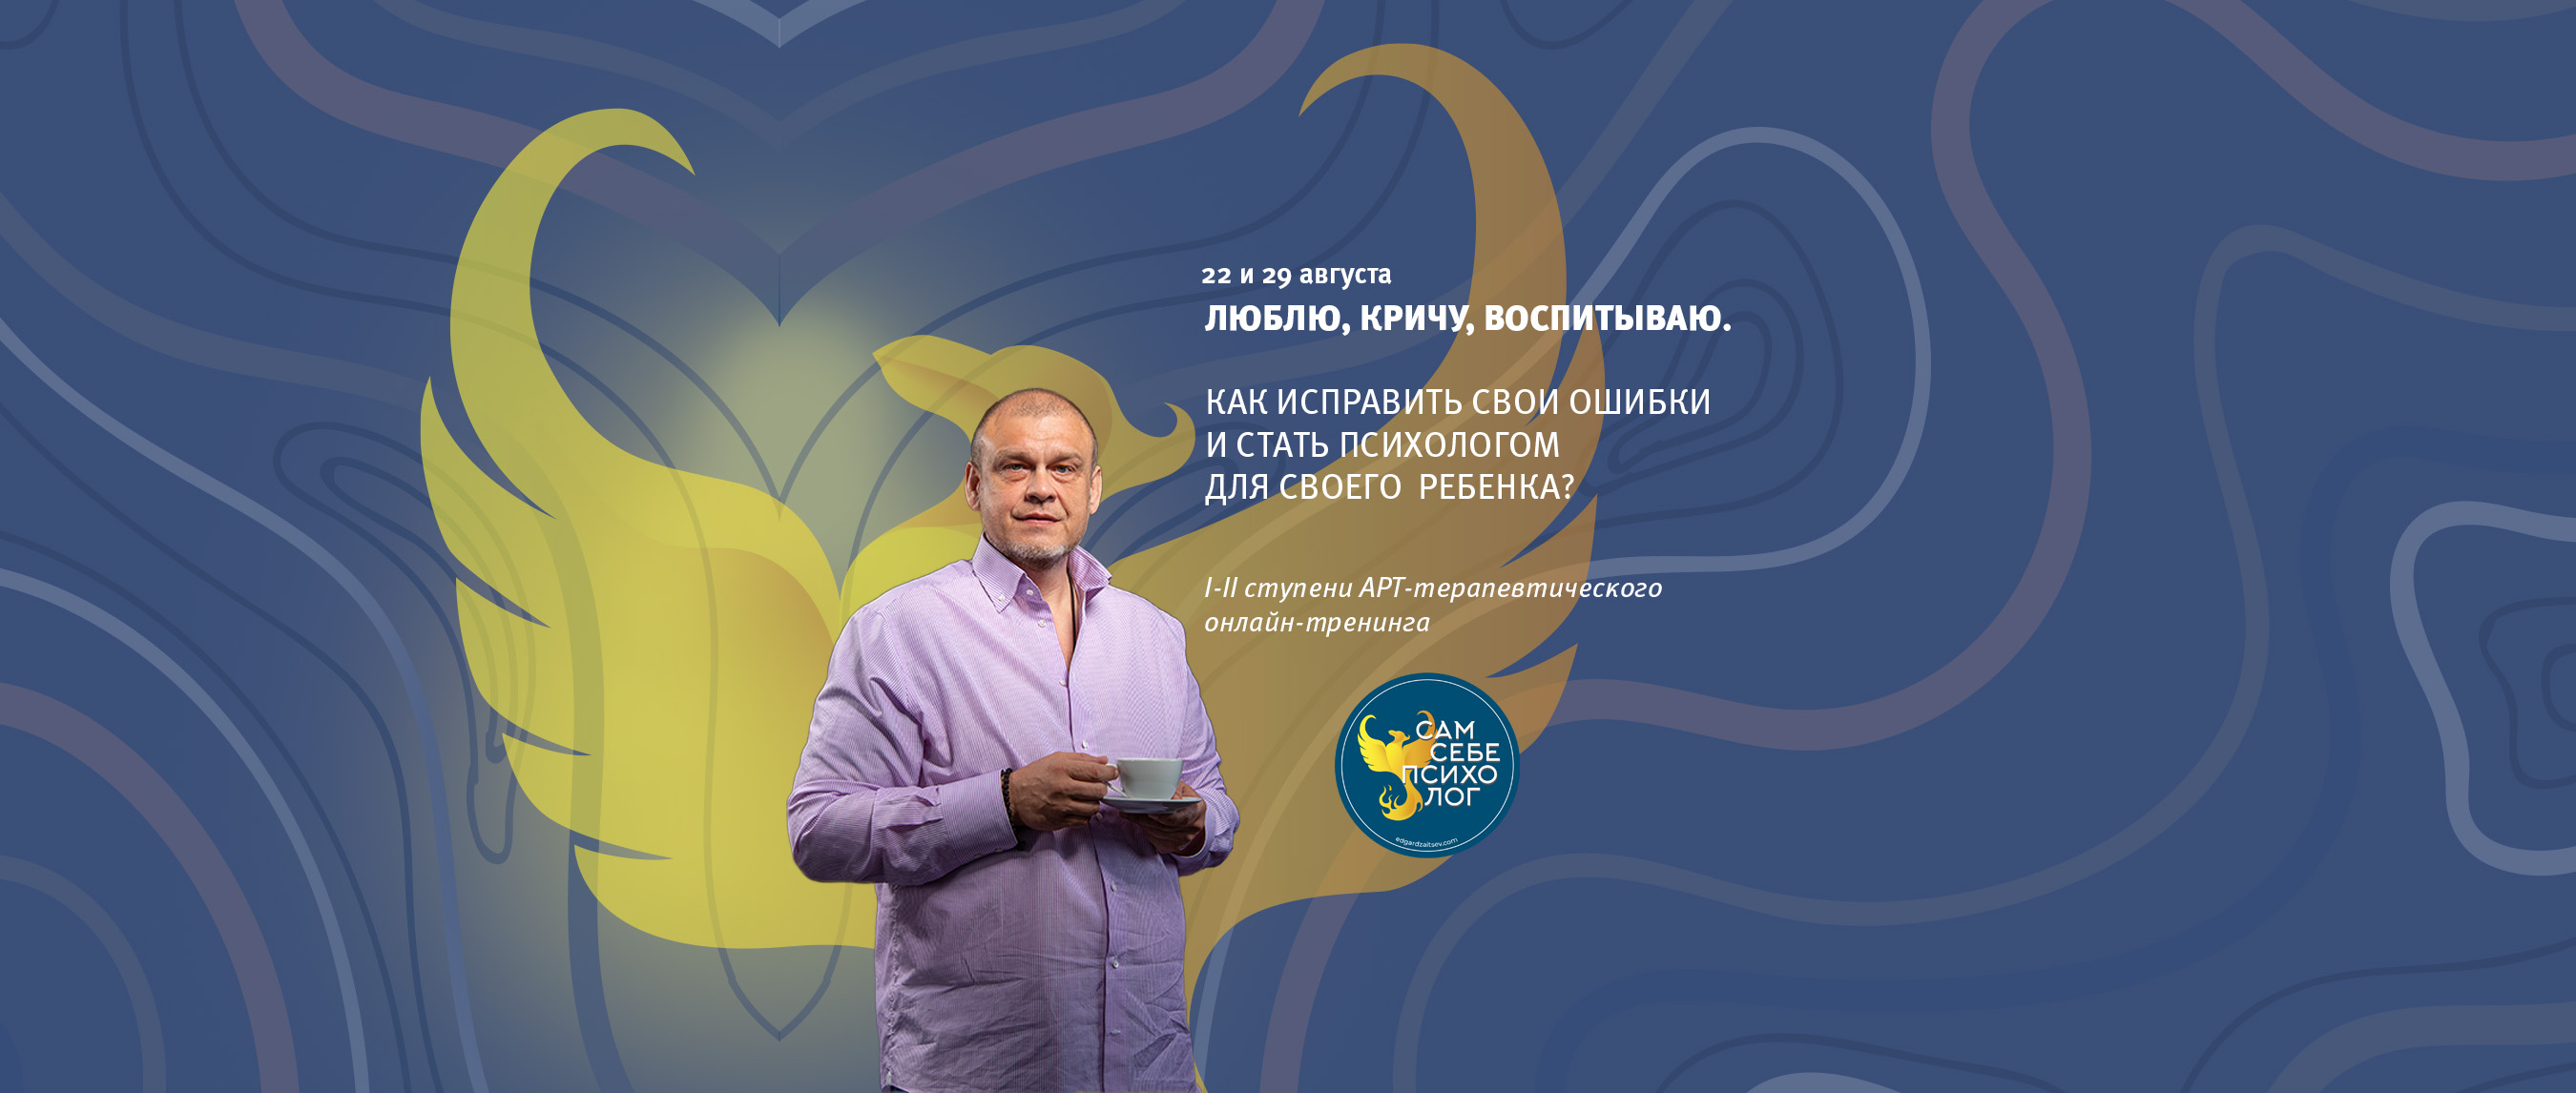 22 и 29 августа
ЛЮБЛЮ, КРИЧУ, ВОСПИТЫВАЮ.
КАК ИСПРАВИТЬ СВОИ ОШИБКИ
И СТАТЬ ПСИХОЛОГОМ
ДЛЯ СВОЕГО РЕБЕНКА?
I-II ступени АРТ-терапевтического
онлайн-тренинга
САМ
СЕБЕ
ПСИХО
ЛОГ
edgardzaitsev.com